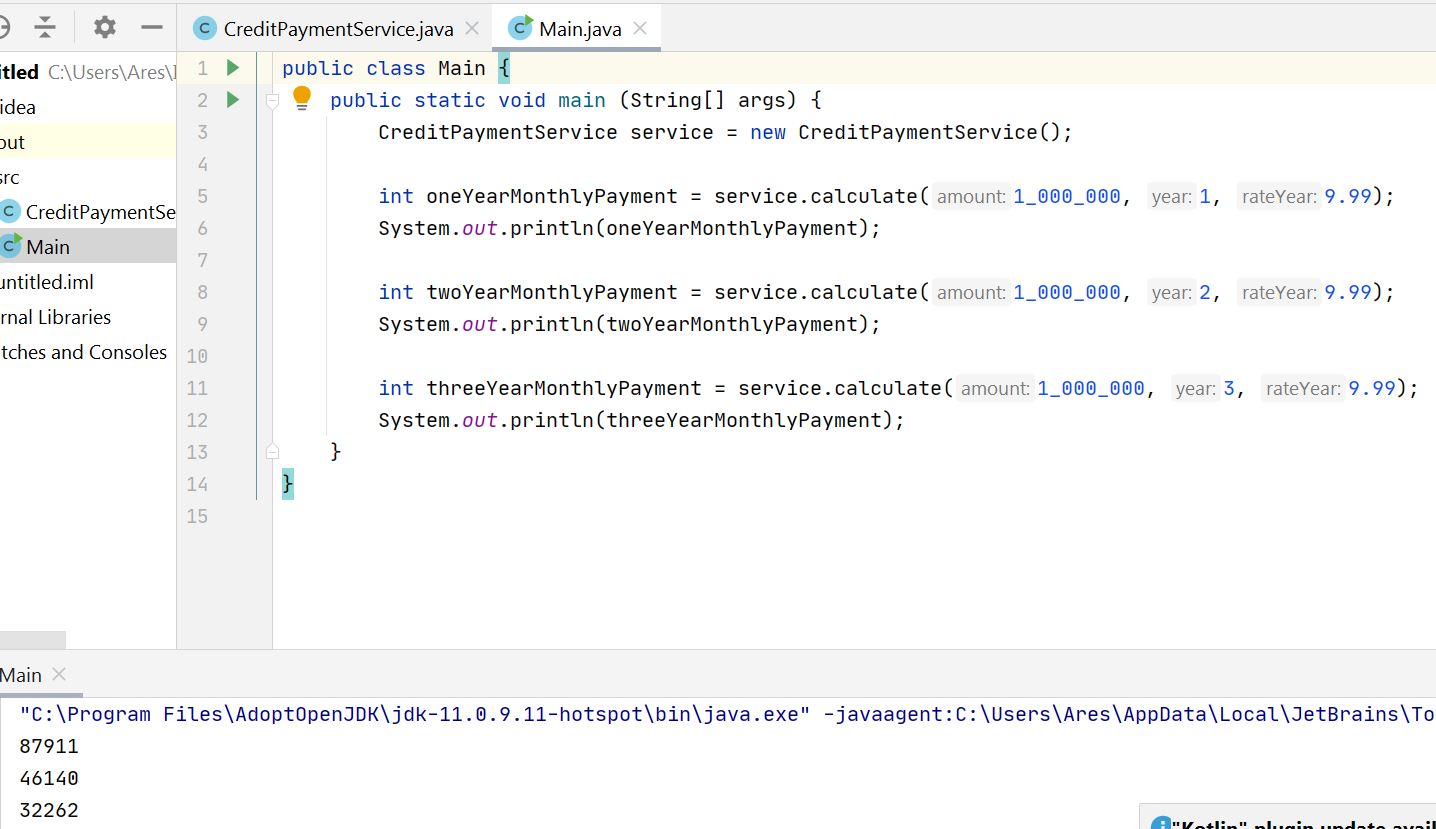 CreditPaymentService.java
Main.java
itled C:\Users\Ares\
idea
out
src
CreditPaymentSe
Main
untitled.iml
rnal Libraries
tches and Consoles
1 public class Main {
2 public static void main (String[] args) {
3 CreditPaymentService service = new CreditPaymentService();
4
5 int oneYearMonthlyPayment = service.calculate( amount: 1_000_000, year: 1, rateYear: 9.99);
6 System.out.println(oneYearMonthlyPayment);
7
8 int twoYearMonthlyPayment = service.calculate( amount: 1_000_000, year: 2, rateYear: 9.99);
9 System.out.println(twoYearMonthlyPayment);
10
11 int threeYearMonthlyPayment = service.calculate( amount: 1_000_000, year: 3, rateYear: 9.99);
12 System.out.println(threeYearMonthlyPayment);
13 }
14 }
15
Main
"C:\Program Files\AdoptOpenJDK\jdk-11.0.9.11-hotspot\bin\java.exe" -javaagent:C:\Users\Ares\AppData\Local\JetBrains\To
87911
46140
32262
"Kotlin" plugin update avail